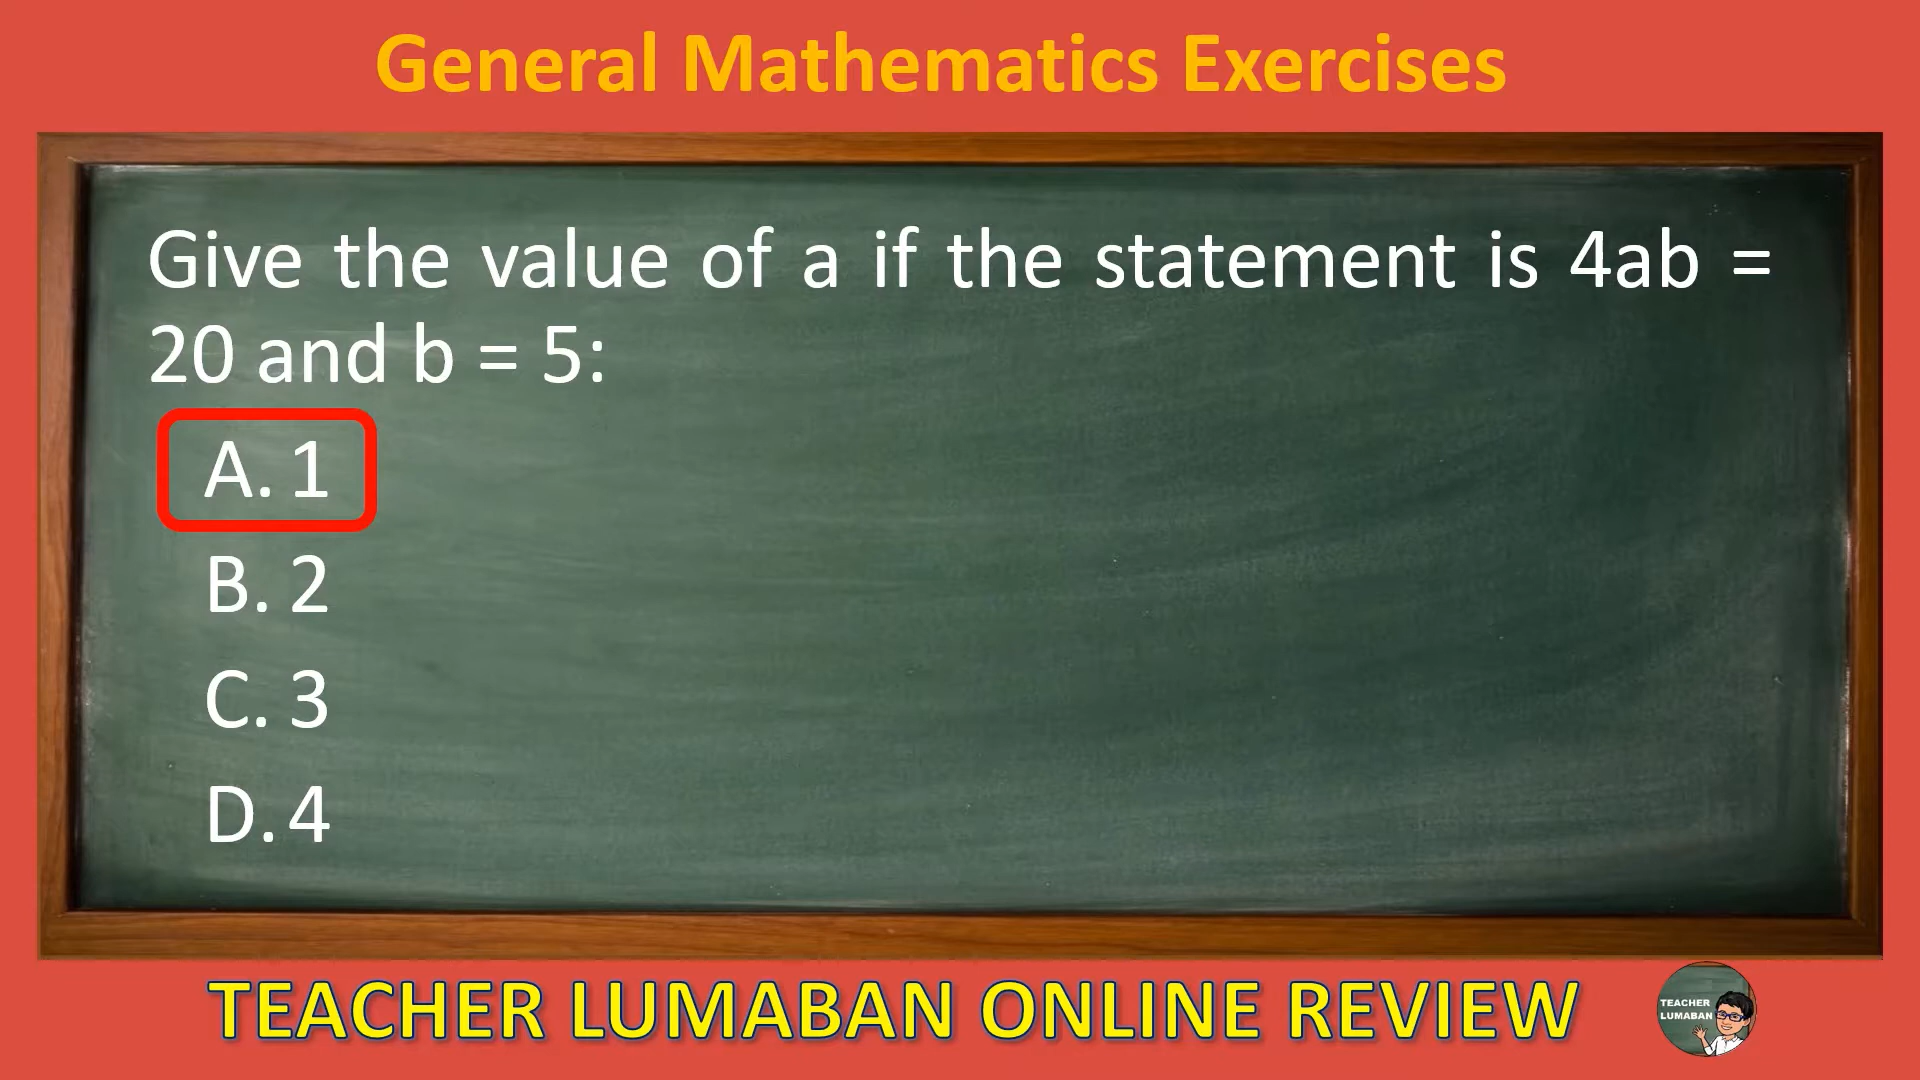 General Mathematics Exercises
Give the value of a if the statement is 4ab =
20 and b = 5:
A. 1
B. 2
C. 3
D. 4
TEACHER LUMABAN ONLINE REVIEW
TEACHER
LUMABAN